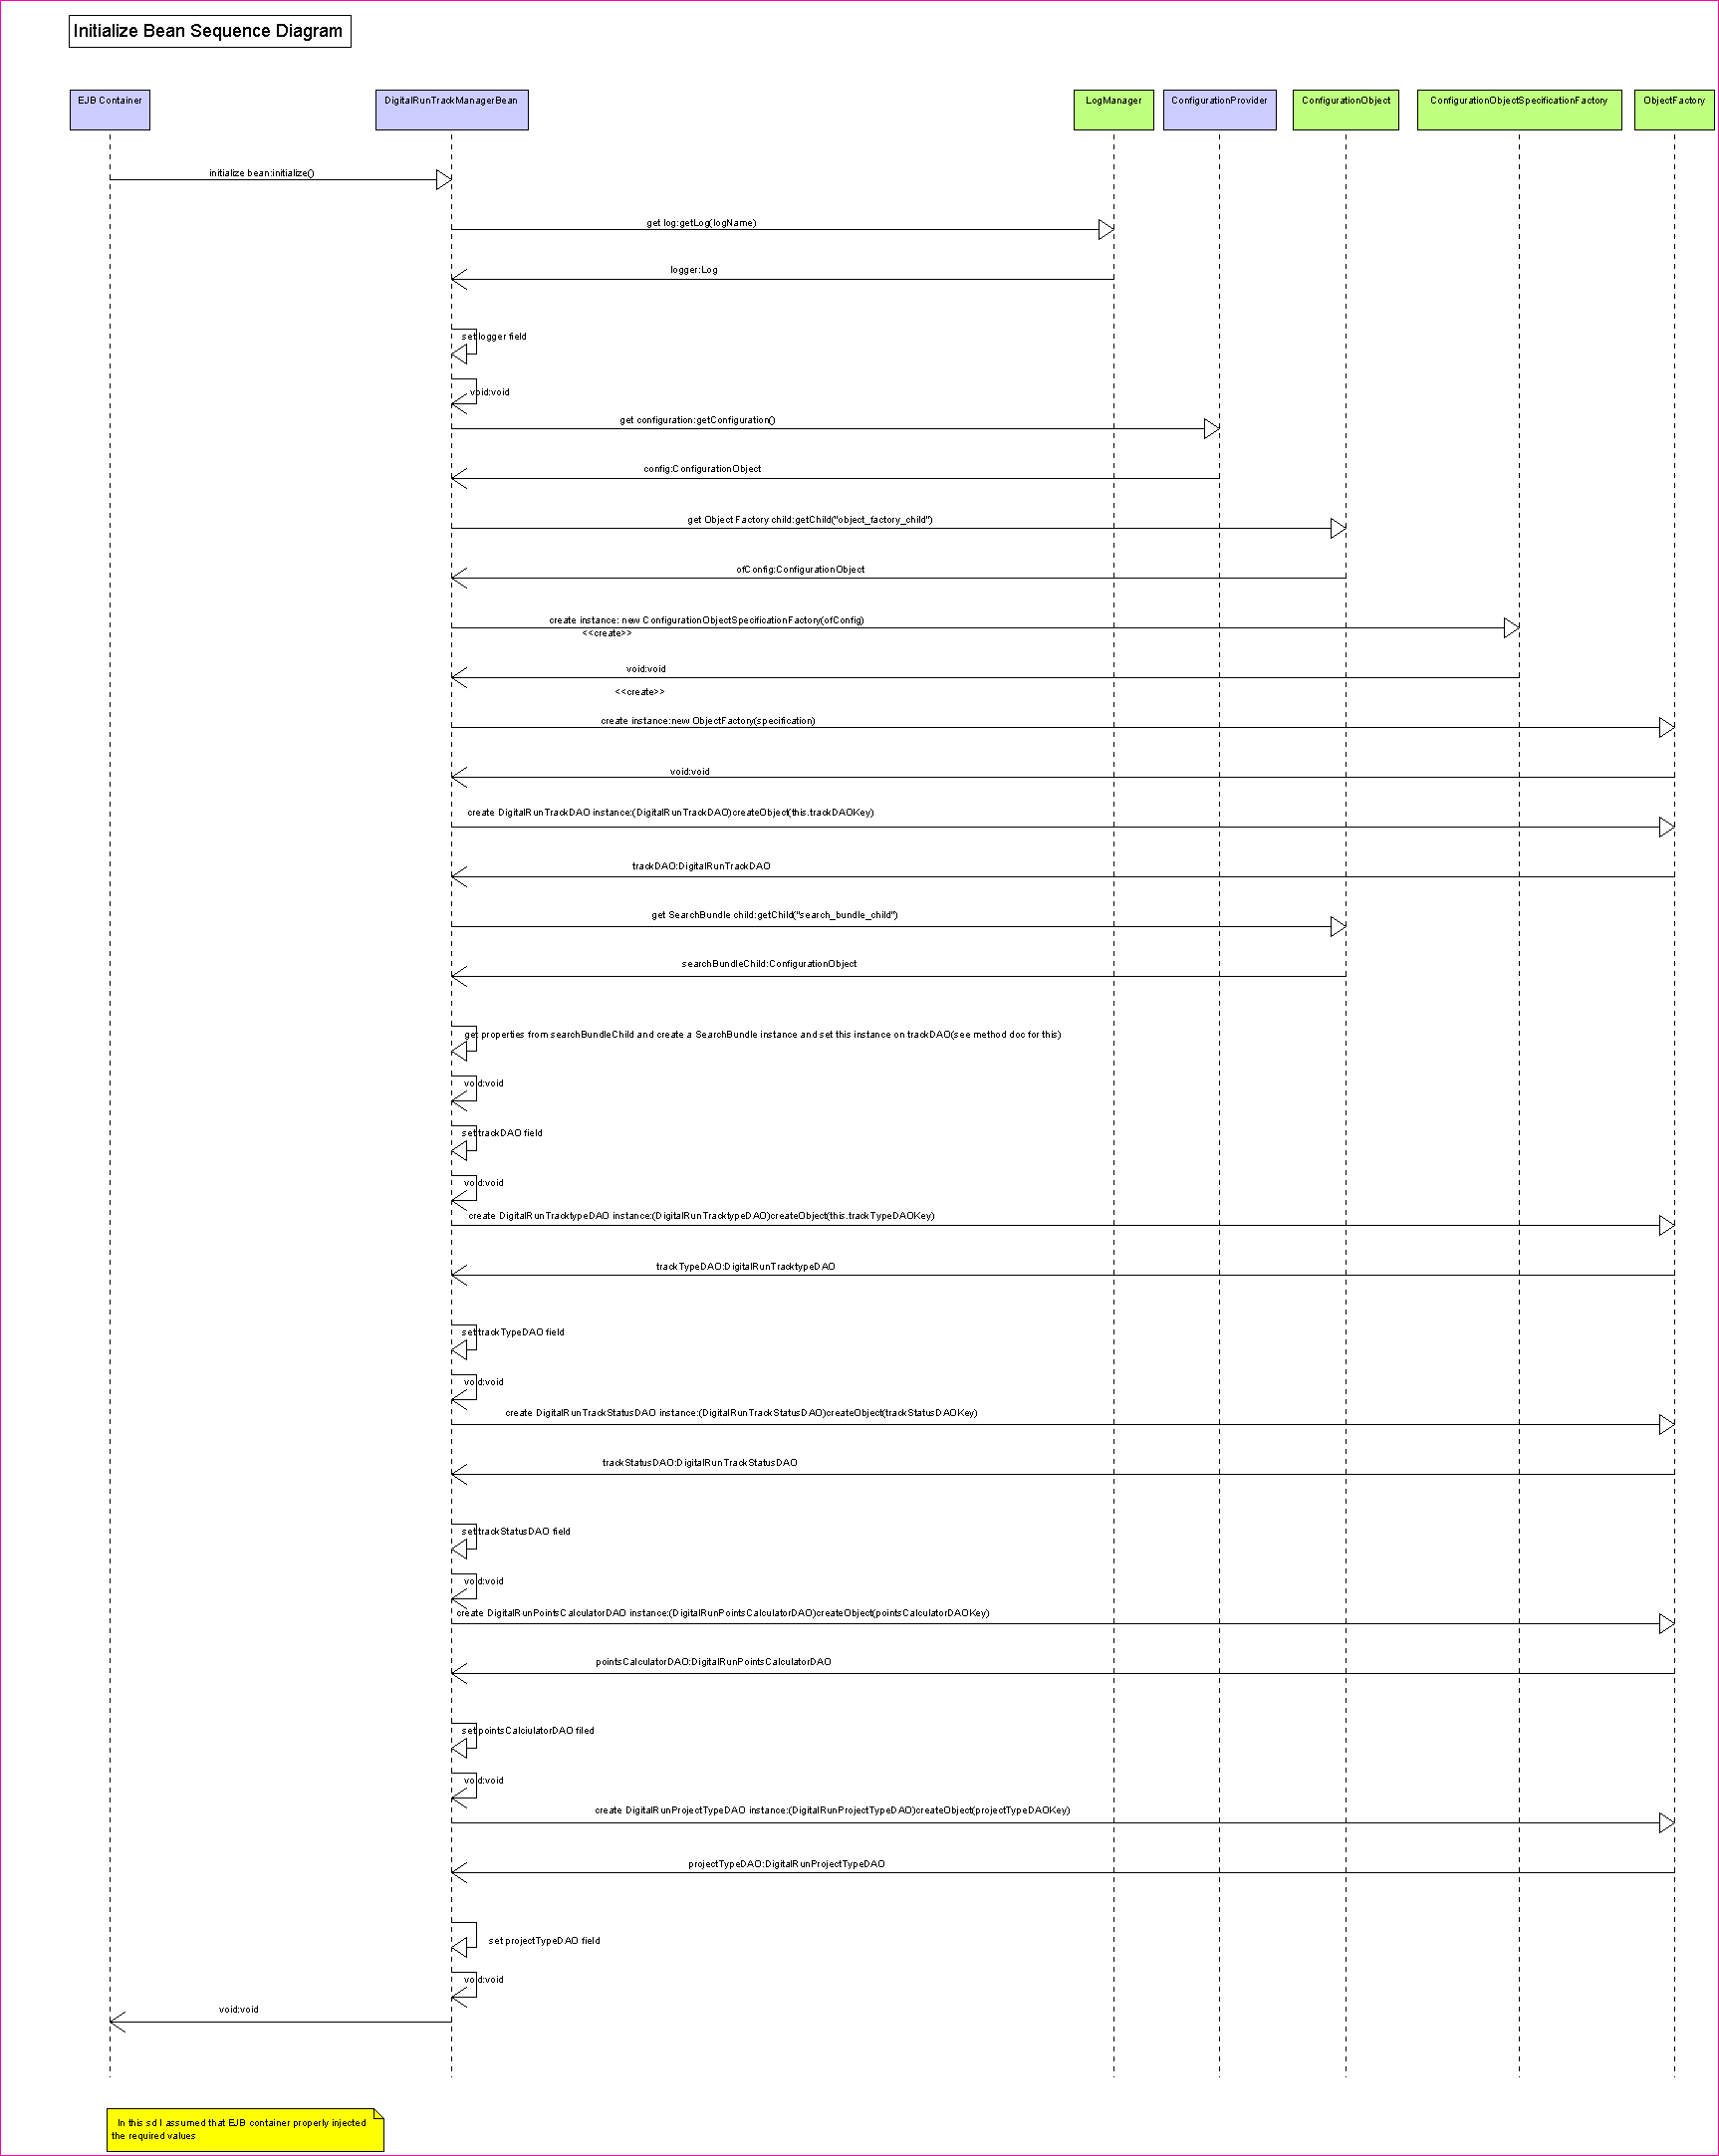 Initialize Bean Sequence Diagram
EJB Container
DigitalRunTrackManagerBean
LogManager
ConfigurationProvider
ConfigurationObject
ConfigurationObjectSpecificationFactory
ObjectFactory
initialize bean:initialize()
get log:getLog(logName)
logger:Log
set logger field
void:void
get configuration:getConfiguration()
config:ConfigurationObject
get Object Factory child:getChild("object_factory_child")
ofConfig:ConfigurationObject
create instance: new ConfigurationObjectSpecificationFactory(ofConfig)
<<create>>
void:void
<<create>>
create instance:new ObjectFactory(specification)
void:void
create DigitalRunTrackDAO instance:(DigitalRunTrackDAO)createObject(this.trackDAOKey)
trackDAO:DigitalRunTrackDAO
get SearchBundle child:getChild("search_bundle_child")
searchBundleChild:ConfigurationObject
get properties from searchBundleChild and create a SearchBundle instance and set this instance on trackDAO(see method doc for this)
void:void
set trackDAO field
void:void
create DigitalRunTracktypeDAO instance:(DigitalRunTracktypeDAO)createObject(this.trackTypeDAOKey)
trackTypeDAO:DigitalRunTracktypeDAO
set trackTypeDAO field
void:void
create DigitalRunTrackStatusDAO instance:(DigitalRunTrackStatusDAO)createObject(trackStatusDAOKey)
trackStatusDAO:DigitalRunTrackStatusDAO
set trackStatusDAO field
void:void
create DigitalRunPointsCalculatorDAO instance:(DigitalRunPointsCalculatorDAO)createObject(pointsCalculatorDAOKey)
pointsCalculatorDAO:DigitalRunPointsCalculatorDAO
set pointsCalciulatorDAO filed
void:void
create DigitalRunProjectTypeDAO instance:(DigitalRunProjectTypeDAO)createObject(projectTypeDAOKey)
projectTypeDAO:DigitalRunProjectTypeDAO
set projectTypeDAO field
void:void
void:void
In this sd I assumed that EJB container properly injected
the required values